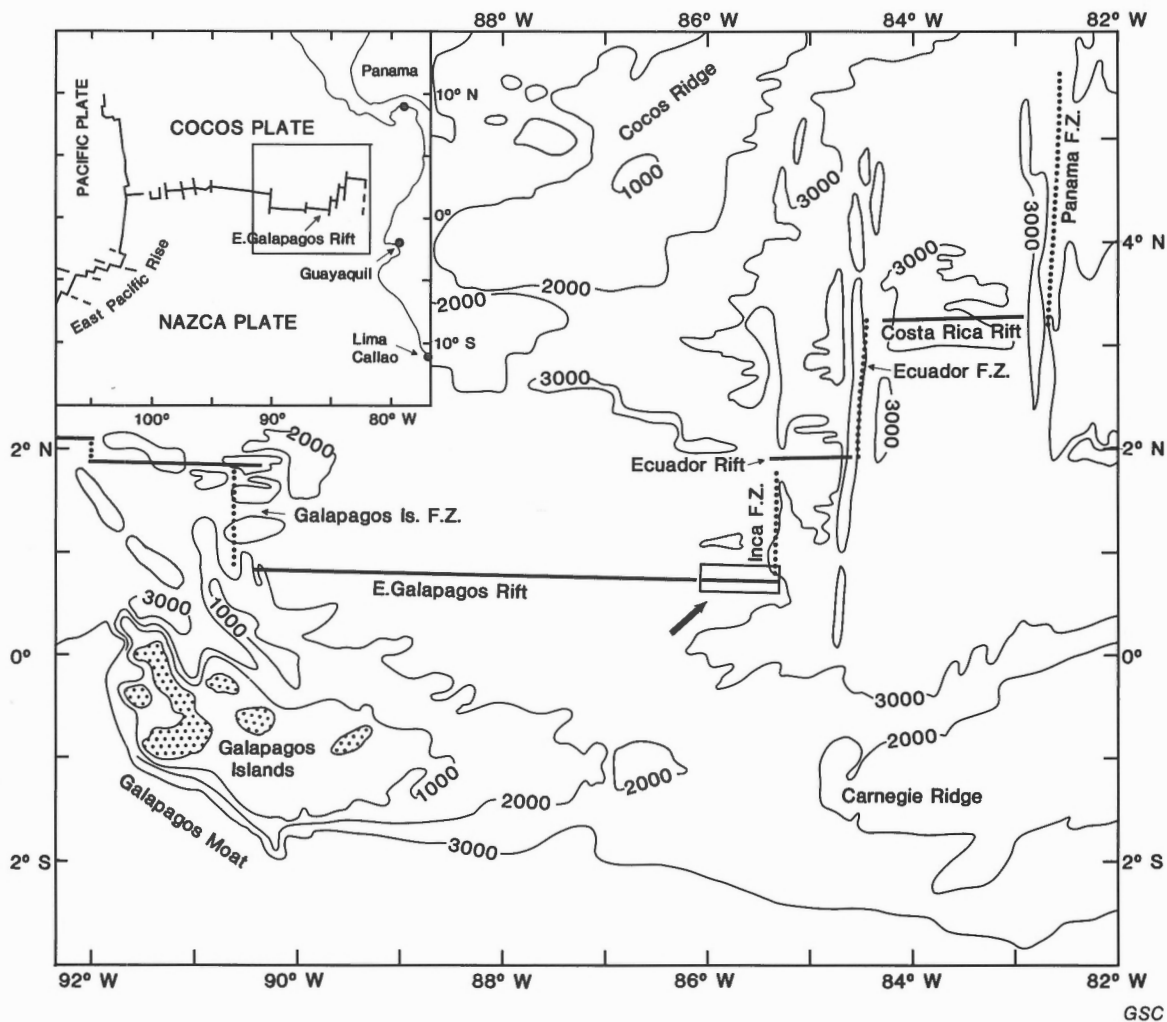 88° W 86° W 84° W 82° W
Panama
10° N
PACIFIC PLATE
COCOS PLATE
0°
E.Galapagos Rift
Guayaquil
East Pacific Rise
NAZCA PLATE
Lima
Callao
10° S
100° 90° 80° W
Cocos Ridge
1000
3000
Panama F.Z.
3000
4° N
3000
2000
2000
Costa Rica Rift
Ecuador F.Z.
3000
3000
2° N
2000
2° N
Ecuador Rift
Galapagos Is. F.Z.
Inca F.Z.
E.Galapagos Rift
3000
1000
0°
0°
3000
2000
Galapagos
Islands
1000
2000
2000
Carnegie Ridge
Galapagos Moat
3000
2° S
2° S
92° W 90° W 88° W 86° W 84° W 82° W
GSC